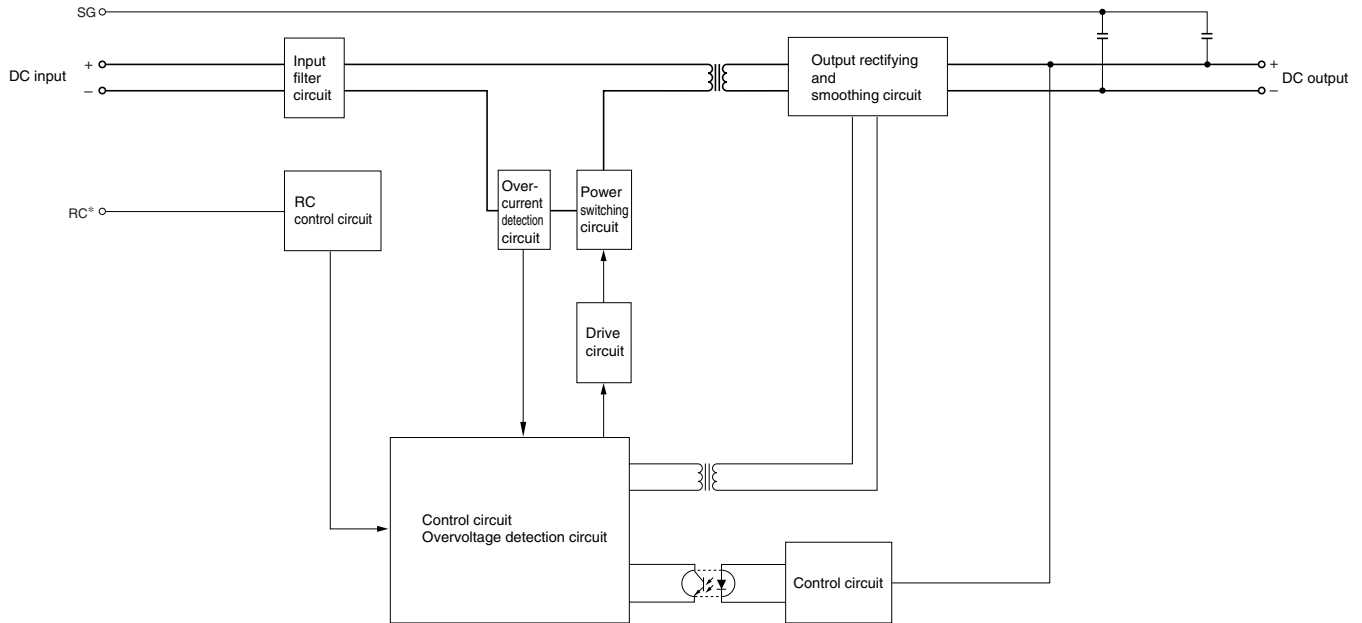 SG
DC input
+
–
Input
filter
circuit
Output rectifying
and
smoothing circuit
+
–
DC output
RC*
RC
control circuit
Over-
current
detection
circuit
Power
switching
circuit
Drive
circuit
Control circuit
Overvoltage detection circuit
Control circuit